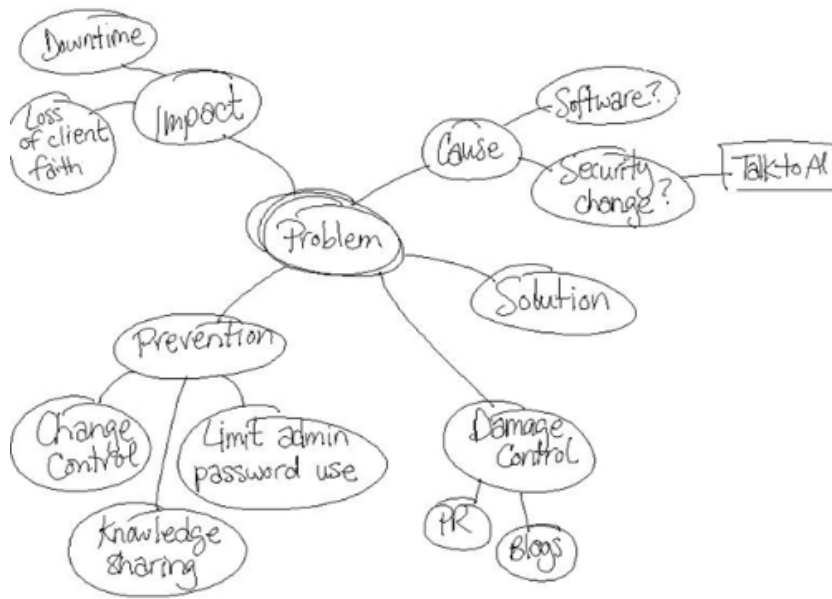 Downtime
Impact
Loss
of client
faith
Software?
Cause
Security
change?
Talk to Al
Problem
Solution
Prevention
Change
Control
Limit admin
password use
Knowledge
sharing
Damage
Control
PR
Blogs